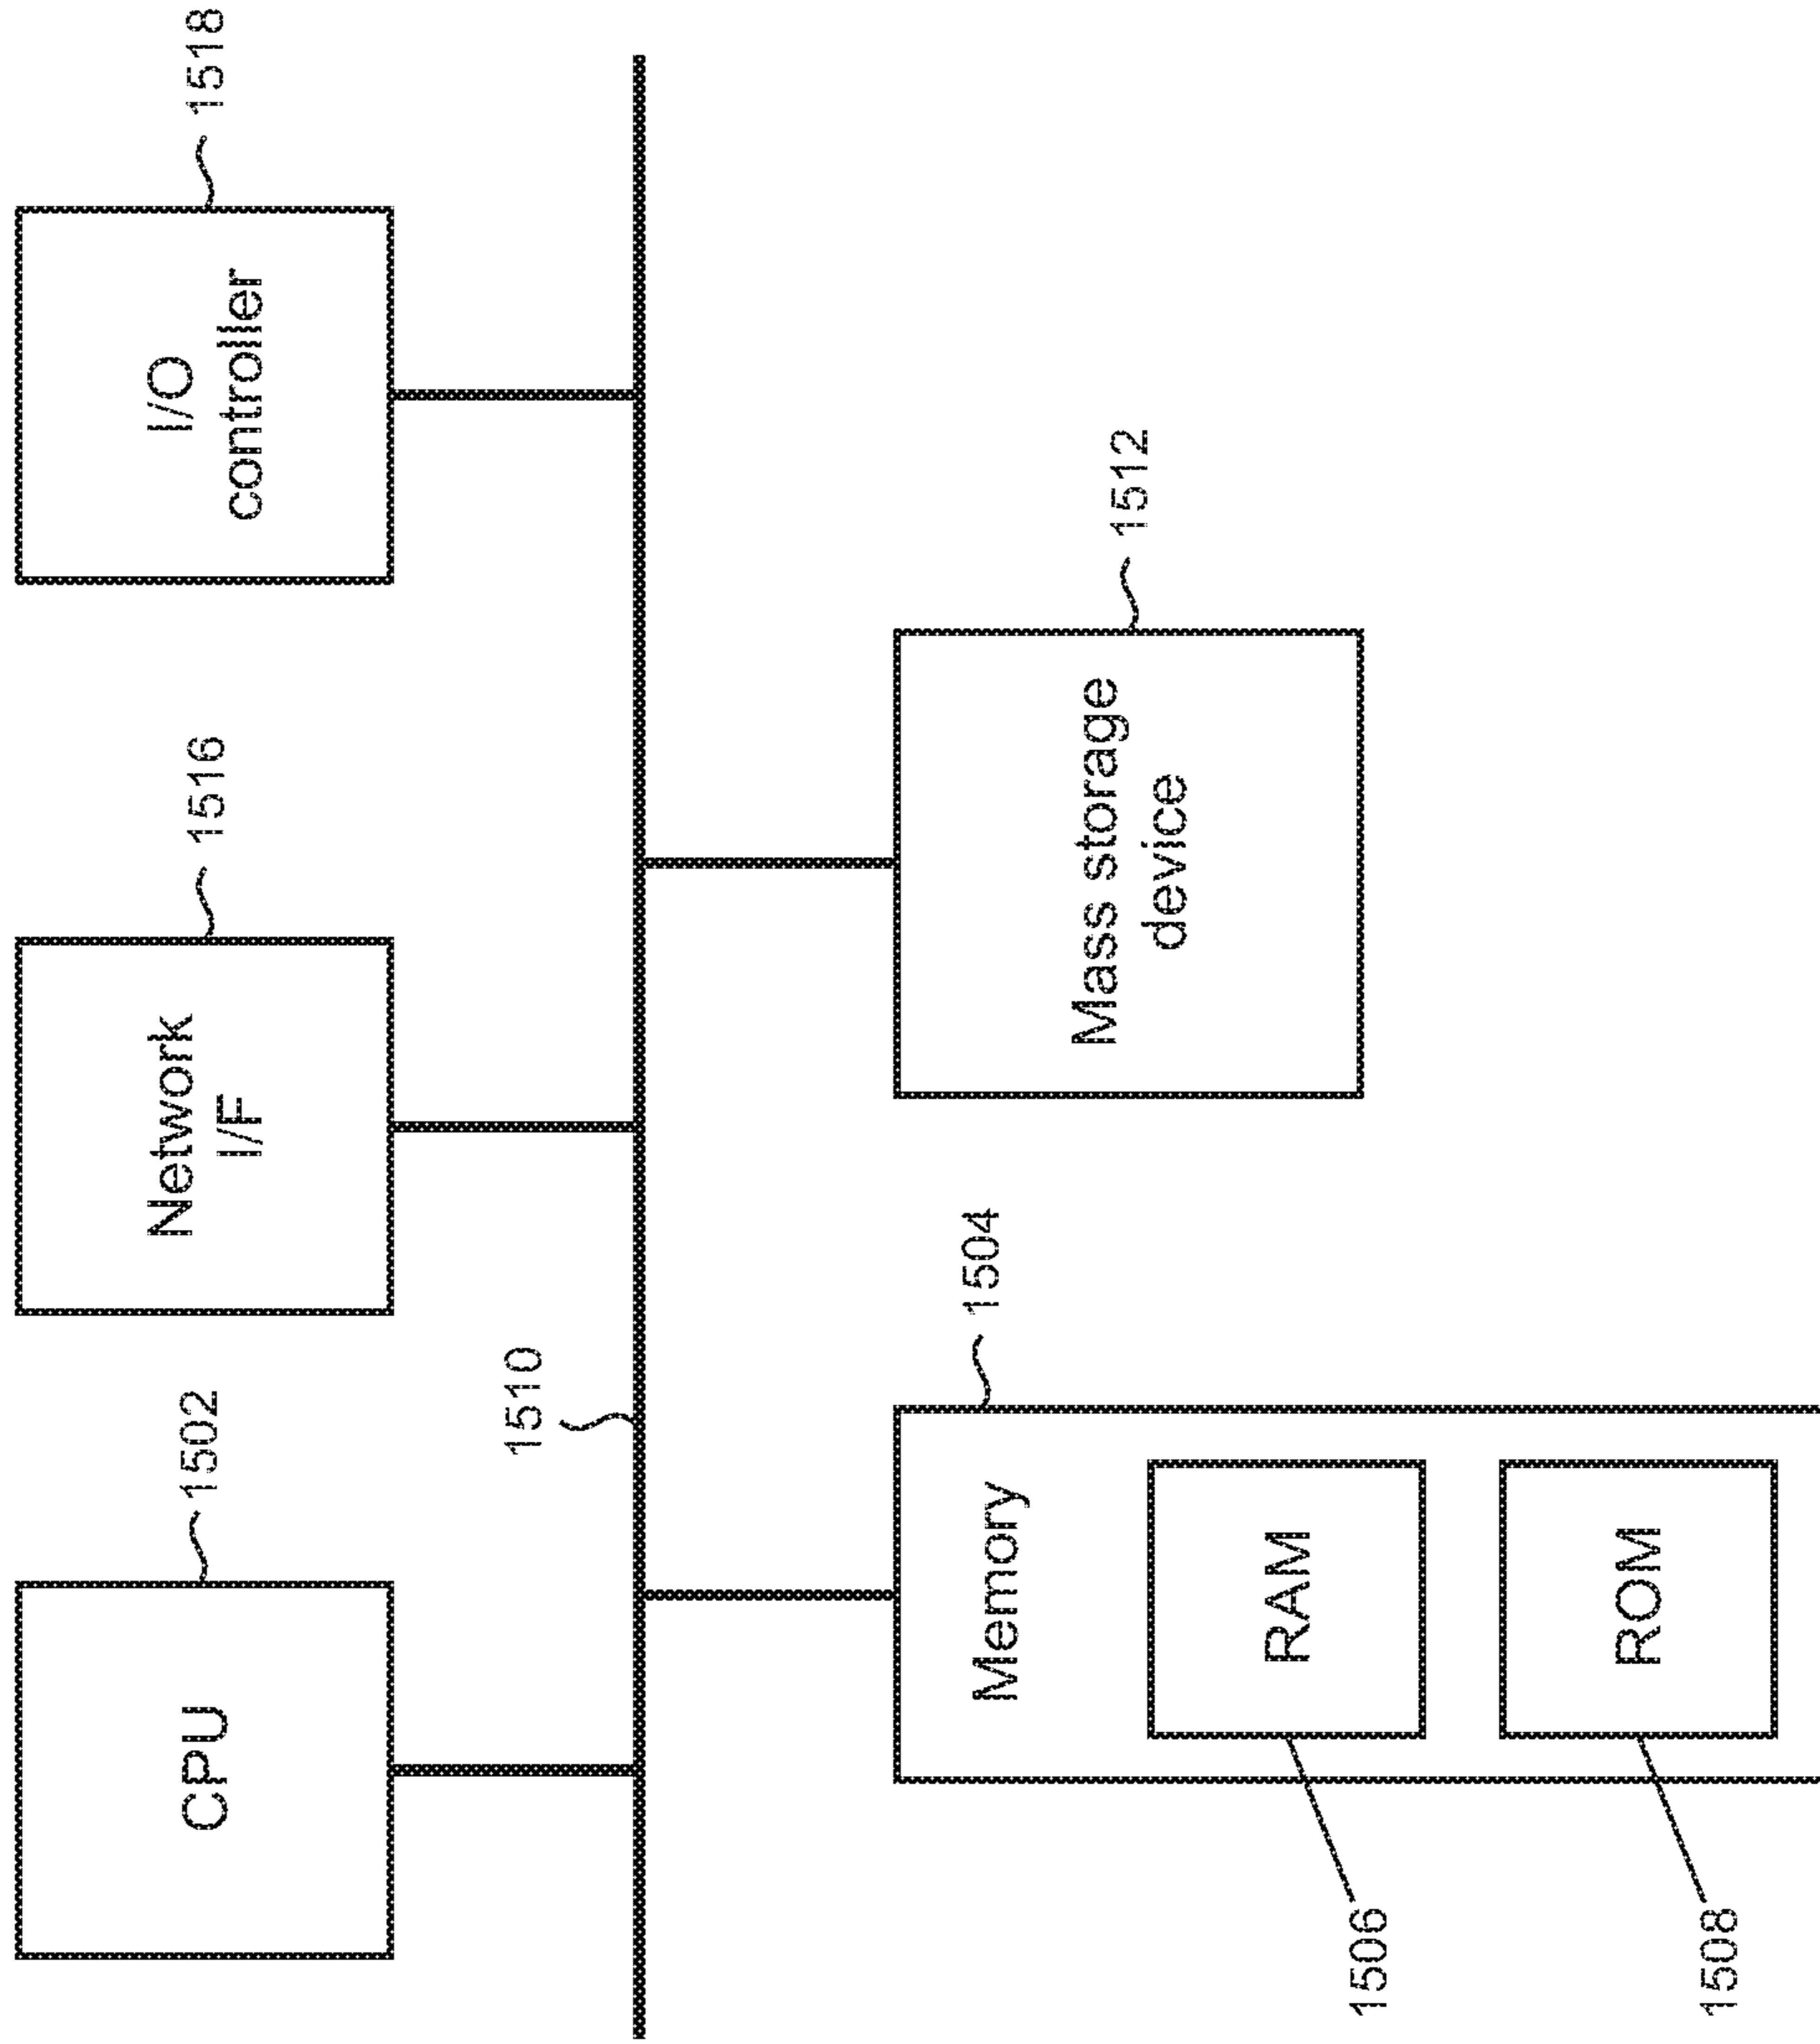 CPU
1502
Network
I/F
1516
I/O
controller
1518
1510
Memory
1504
RAM
1506
ROM
1508
Mass storage
device
1512